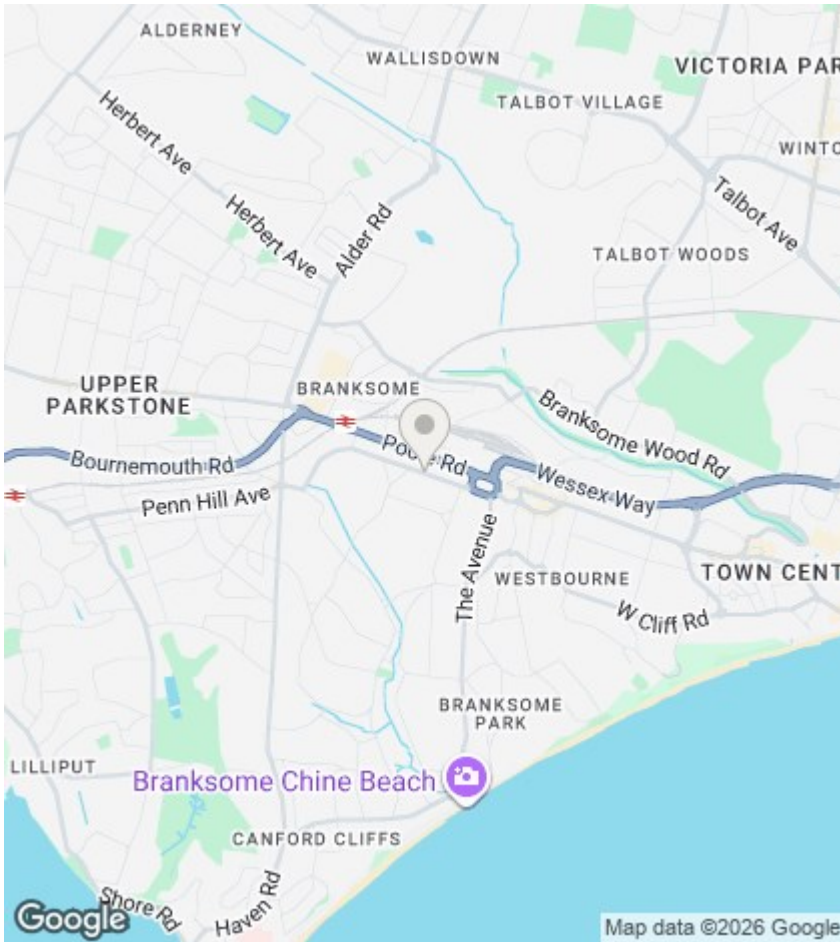 ALDERNEY
WALLISDOWN
VICTORIA PAR
TALBOT VILLAGE
WINTO
Herbert Ave
Talbot Ave
Herbert Ave
Alder Rd
TALBOT WOODS
UPPER
PARKSTONE
BRANKSOME
Branksome Wood Rd
Bournemouth Rd
Poole Rd
Wessex Way
Penn Hill Ave
The Avenue
WESTBOURNE
TOWN CENT
W Cliff Rd
BRANKSOME
PARK
LILLIPUT
Branksome Chine Beach
CANFORD CLIFFS
Shore Rd
Haven Rd
Google
Map data ©2026 Google